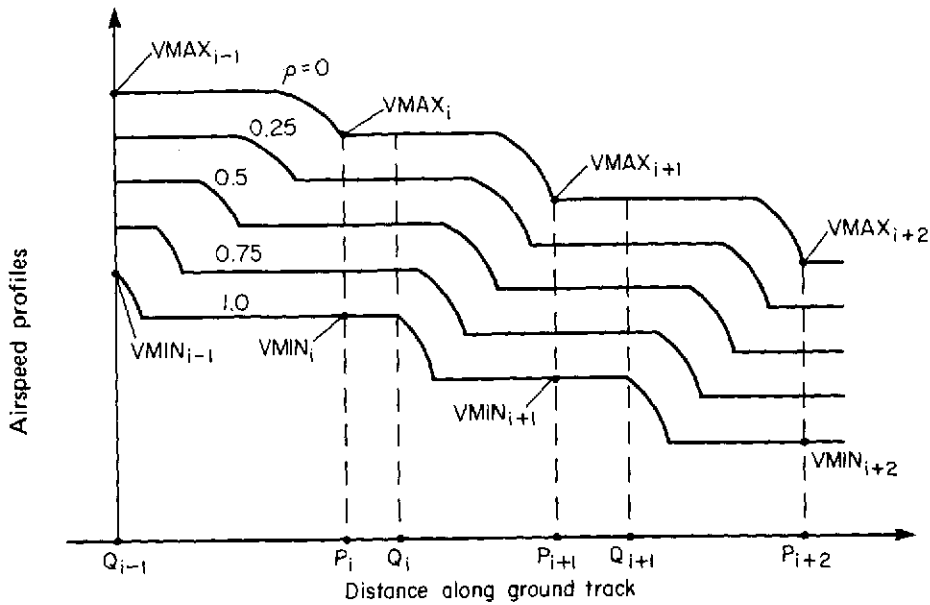 VMAX_{i-1}
ρ=0
VMAX_i
0.25
VMAX_{i+1}
0.5
VMAX_{i+2}
0.75
1.0
VMIN_{i-1}
VMIN_i
VMIN_{i+1}
VMIN_{i+2}
Airspeed profiles
Q_{i-1} P_i Q_i P_{i+1} Q_{i+1} P_{i+2}
Distance along ground track